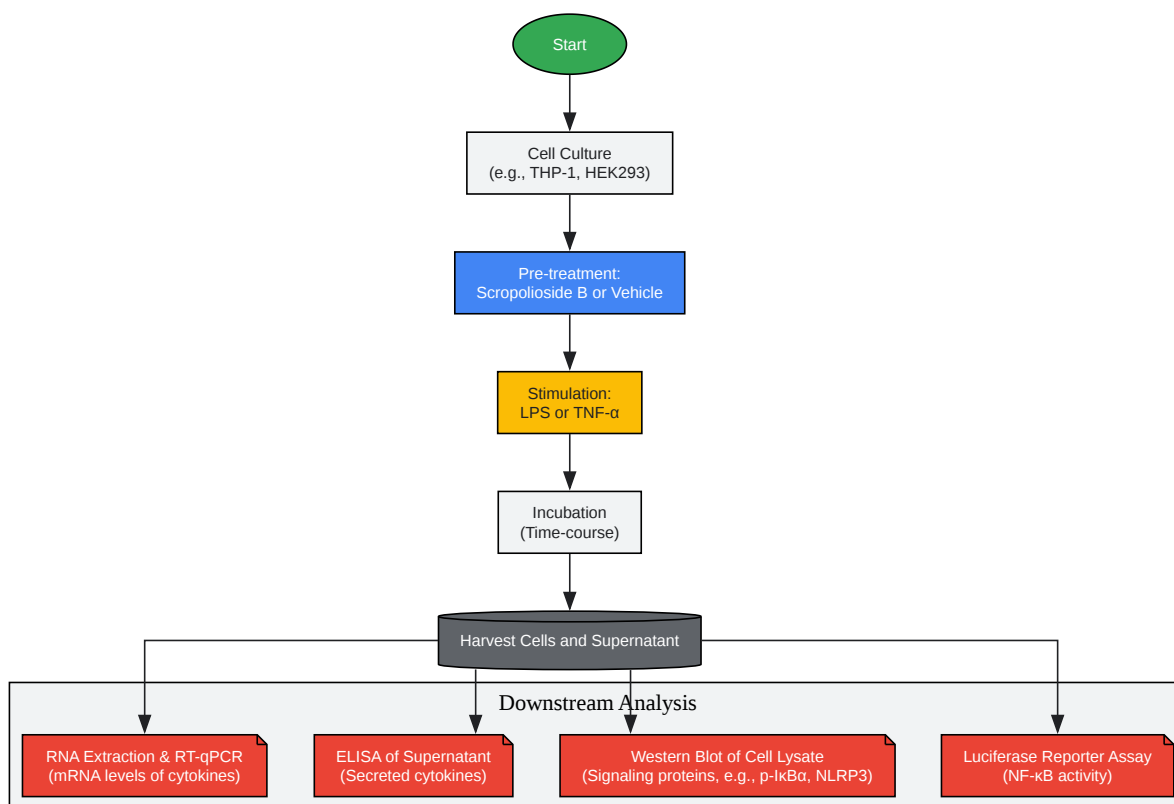 Start
Cell Culture
(e.g., THP-1, HEK293)
Pre-treatment:
Scropolioside B or Vehicle
Stimulation:
LPS or TNF-α
Incubation
(Time-course)
Harvest Cells and Supernatant
Downstream Analysis
RNA Extraction & RT-qPCR
(mRNA levels of cytokines)
ELISA of Supernatant
(Secreted cytokines)
Western Blot of Cell Lysate
(Signaling proteins, e.g., p-IκBα, NLRP3)
Luciferase Reporter Assay
(NF-κB activity)